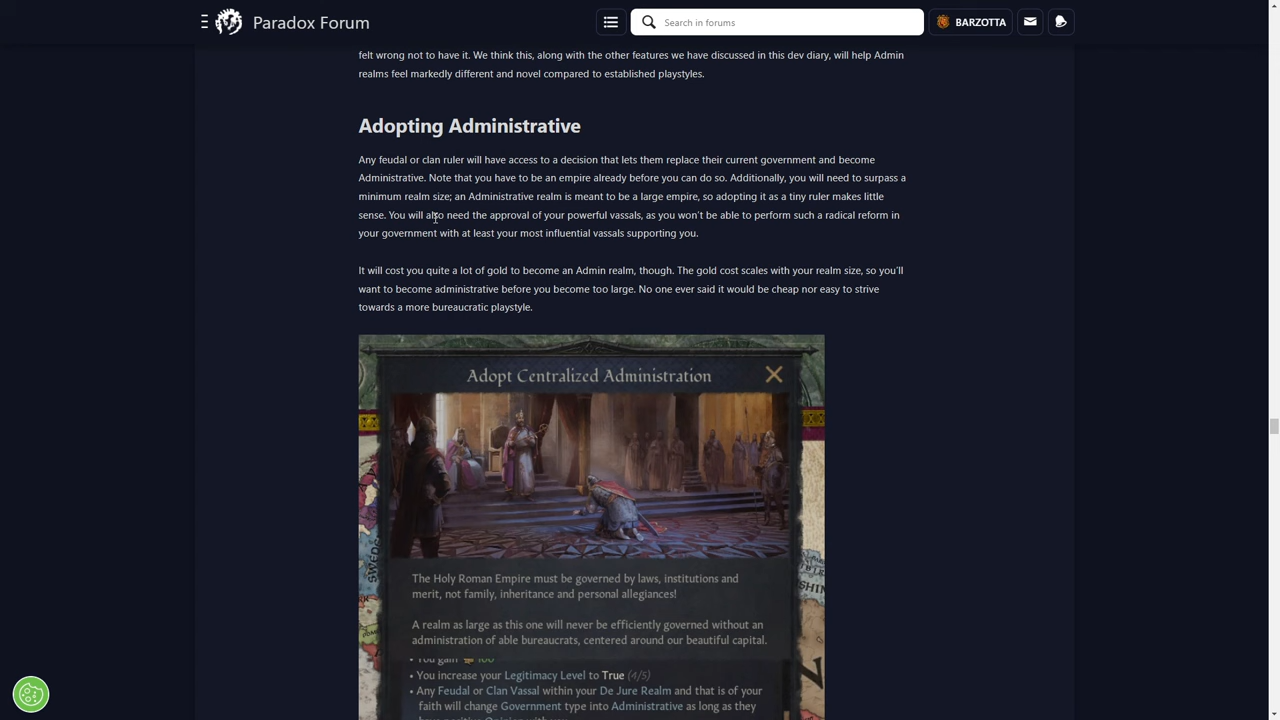 Paradox Forum
Search in forums
BARZOTTA
felt wrong not to have it. We think this, along with the other features we have discussed in this dev diary, will help Admin
realms feel markedly different and novel compared to established playstyles.
Adopting Administrative
Any feudal or clan ruler will have access to a decision that lets them replace their current government and become
Administrative. Note that you have to be an empire already before you can do so. Additionally, you will need to surpass a
minimum realm size; an Administrative realm is meant to be a large empire, so adopting it as a tiny ruler makes little
sense. You will also need the approval of your powerful vassals, as you won't be able to perform such a radical reform in
your government with at least your most influential vassals supporting you.
It will cost you quite a lot of gold to become an Admin realm, though. The gold cost scales with your realm size, so you'll
want to become administrative before you become too large. No one ever said it would be cheap nor easy to strive
towards a more bureaucratic playstyle.
Adopt Centralized Administration
The Holy Roman Empire must be governed by laws, institutions and
merit, not family, inheritance and personal allegiances!
A realm as large as this one will never be efficiently governed without an
administration of able bureaucrats, centered around our beautiful capital.
• You gain 100
• You increase your Legitimacy Level to True (4/5)
• Any Feudal or Clan Vassal within your De Jure Realm and that is of your
faith will change Government type into Administrative as long as they